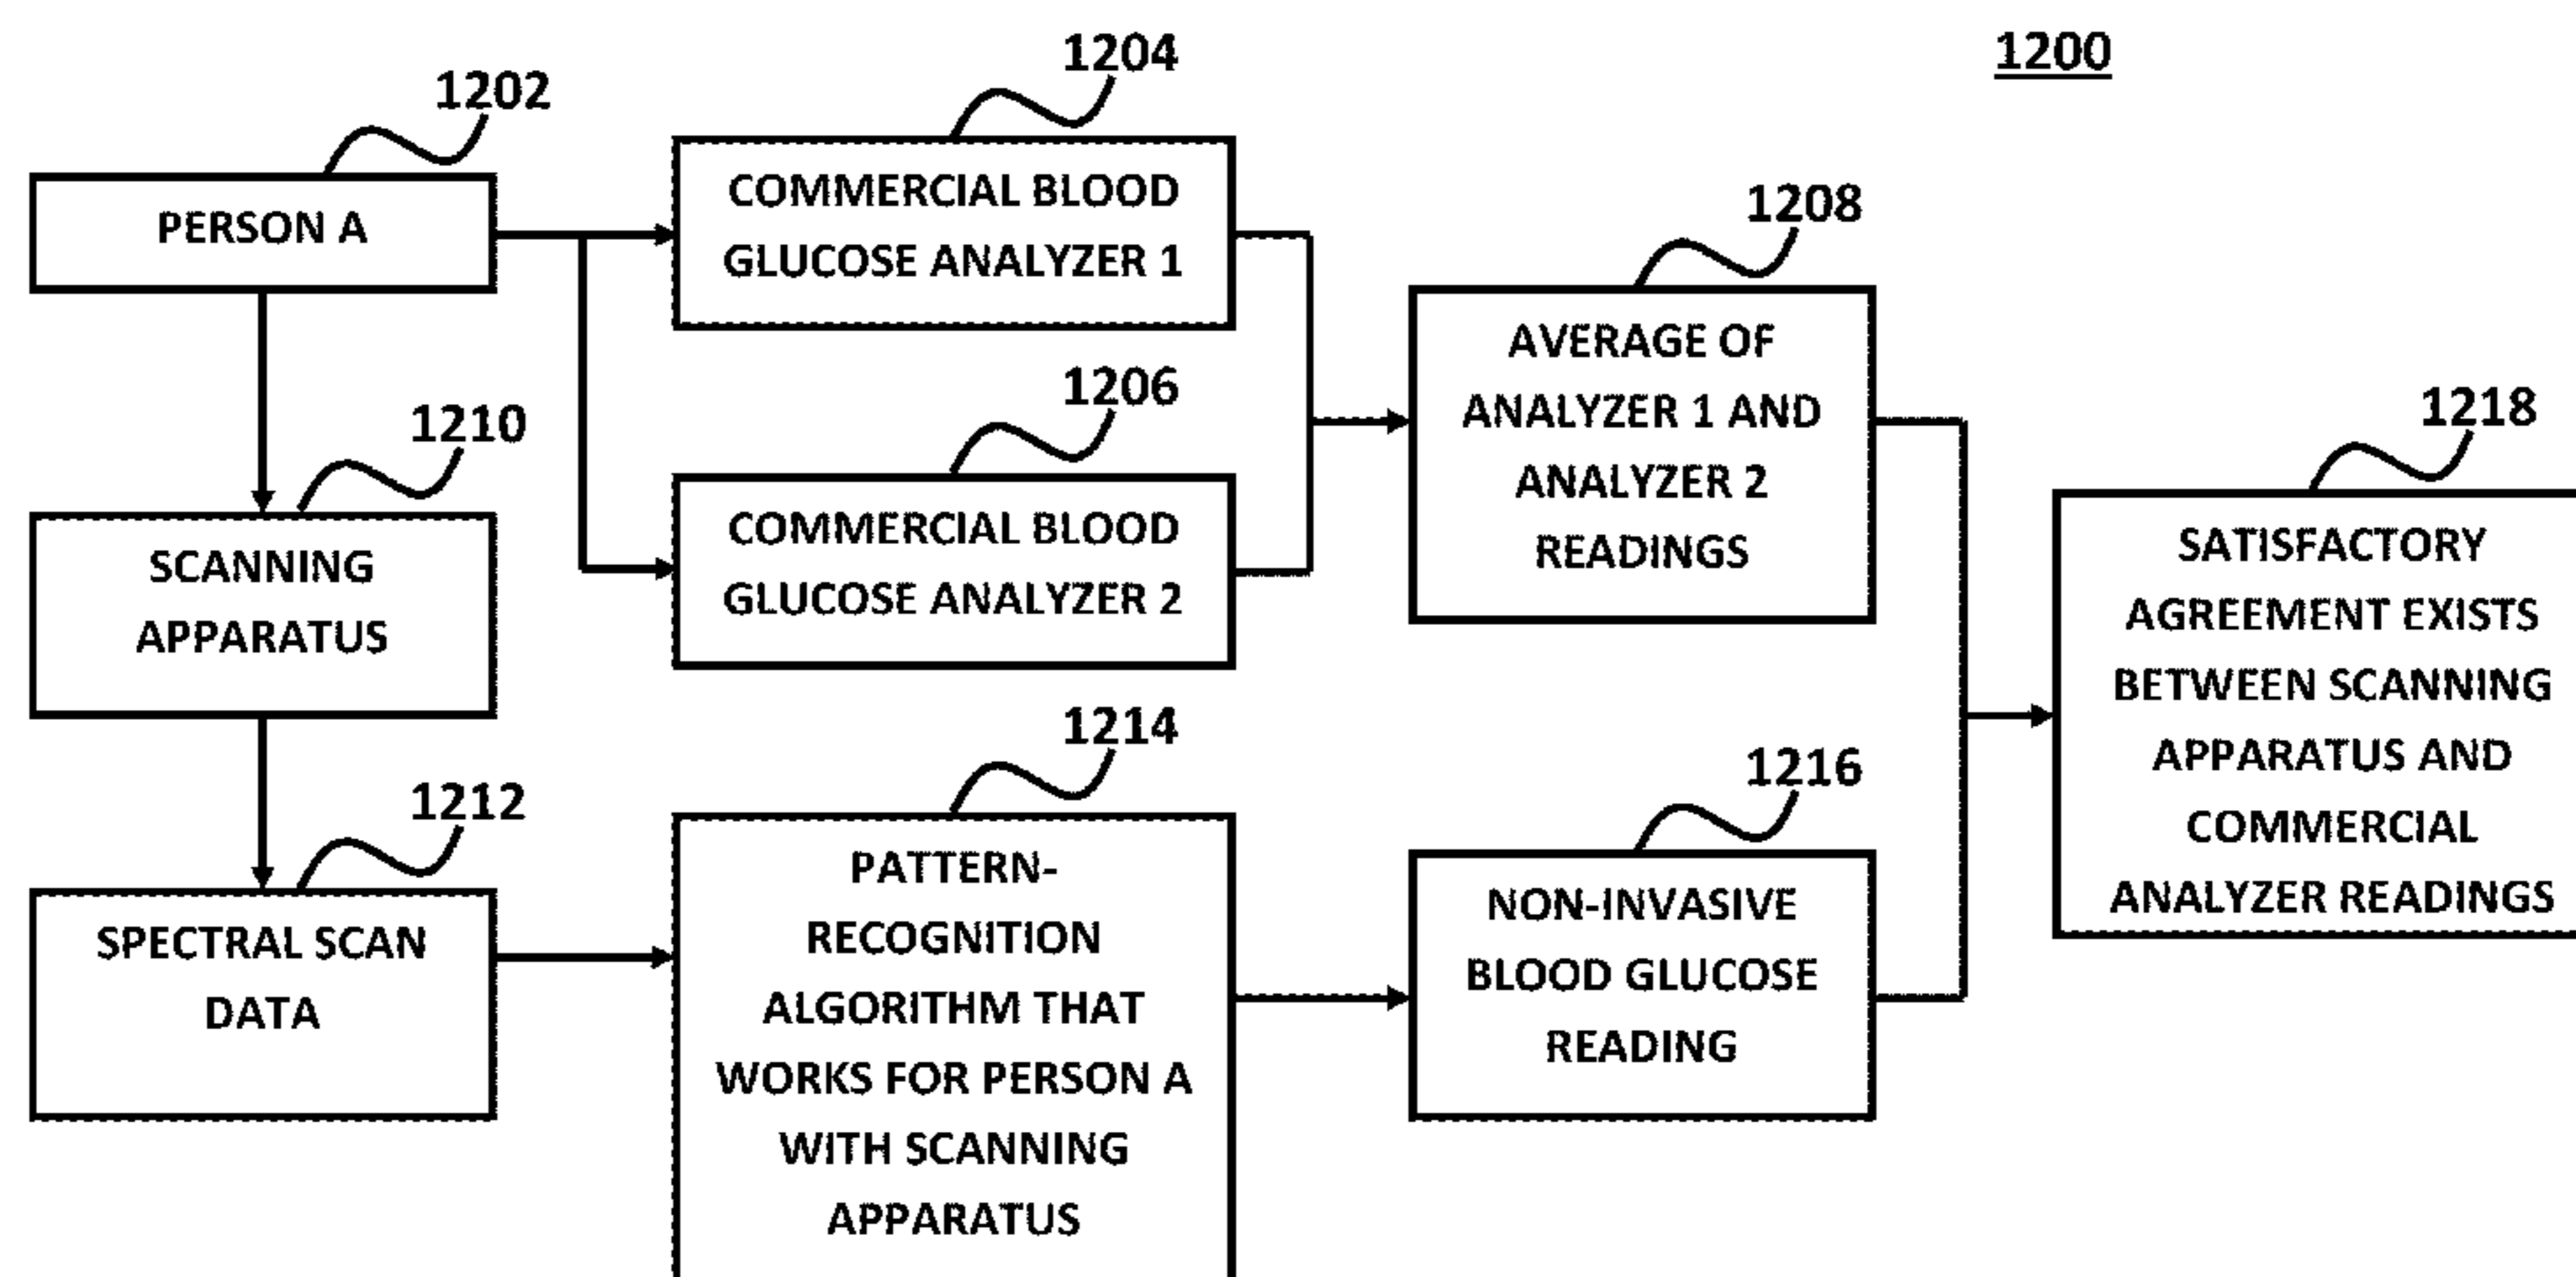 1200
1202
PERSON A
1204
COMMERCIAL BLOOD
GLUCOSE ANALYZER 1
1206
COMMERCIAL BLOOD
GLUCOSE ANALYZER 2
1208
AVERAGE OF
ANALYZER 1 AND
ANALYZER 2
READINGS
1210
SCANNING
APPARATUS
1212
SPECTRAL SCAN
DATA
1214
PATTERN-
RECOGNITION
ALGORITHM THAT
WORKS FOR PERSON A
WITH SCANNING
APPARATUS
1216
NON-INVASIVE
BLOOD GLUCOSE
READING
1218
SATISFACTORY
AGREEMENT EXISTS
BETWEEN SCANNING
APPARATUS AND
COMMERCIAL
ANALYZER READINGS